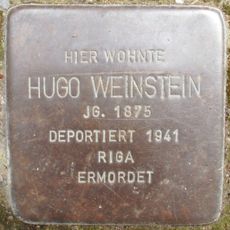 HIER WOHNTE
HUGO WEINSTEIN
JG. 1875
DEPORTIERT 1941
RIGA
ERMORDET